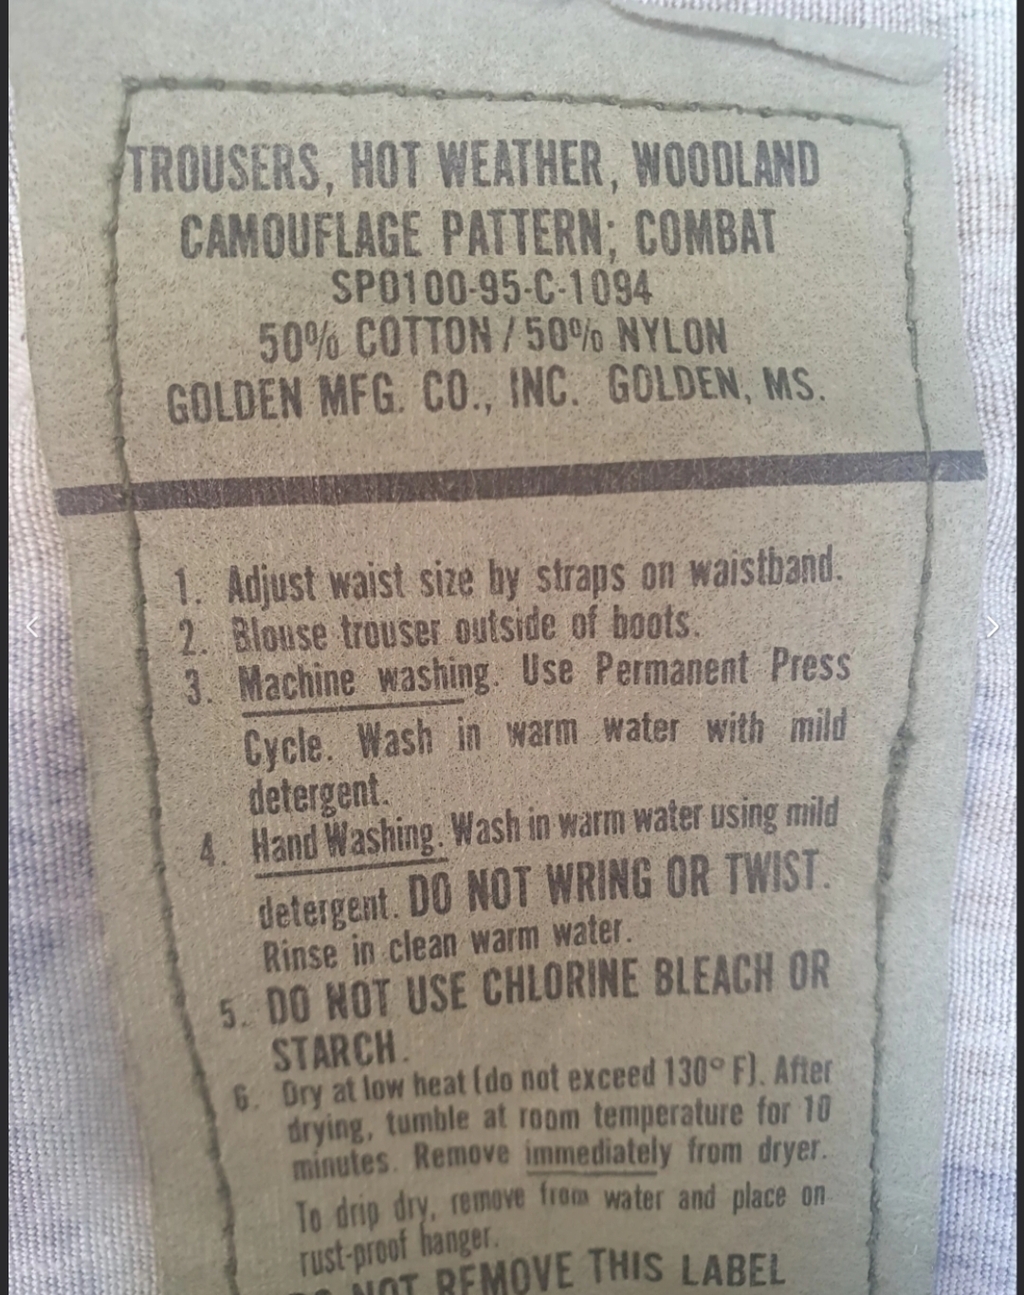 TROUSERS, HOT WEATHER, WOODLAND
CAMOUFLAGE PATTERN; COMBAT
SPO100-95-C-1094
50% COTTON / 50% NYLON
GOLDEN MFG. CO., INC. GOLDEN, MS.
1. Adjust waist size by straps on waistband.
2. Blouse trouser outside of boots.
3. Machine washing. Use Permanent Press
Cycle. Wash in warm water with mild
detergent.
4. Hand Washing. Wash in warm water using mild
detergent. DO NOT WRING OR TWIST.
Rinse in clean warm water.
5. DO NOT USE CHLORINE BLEACH OR
STARCH.
6. Dry at low heat (do not exceed 130° F). After
drying, tumble at room temperature for 10
minutes. Remove immediately from dryer.
To drip dry, remove from water and place on
rust-proof hanger.
DO NOT REMOVE THIS LABEL